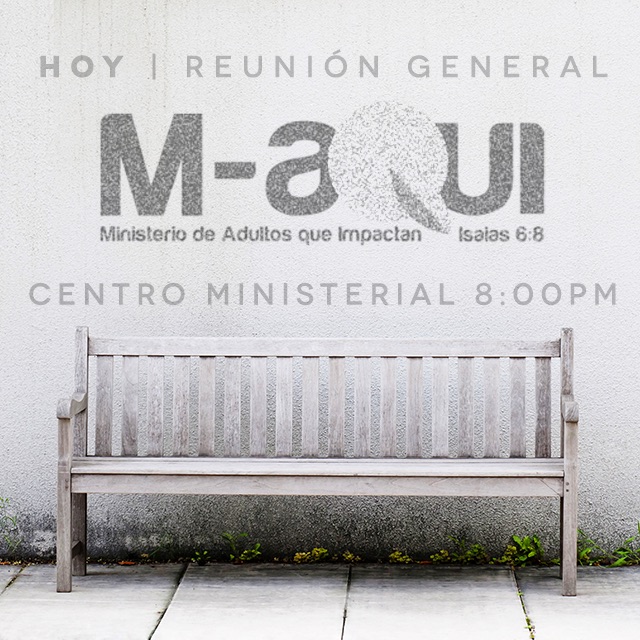 HOY | REUNIÓN GENERAL
M-aQUI
Ministerio de Adultos que Impactan Isaias 6:8
CENTRO MINISTERIAL 8:00PM